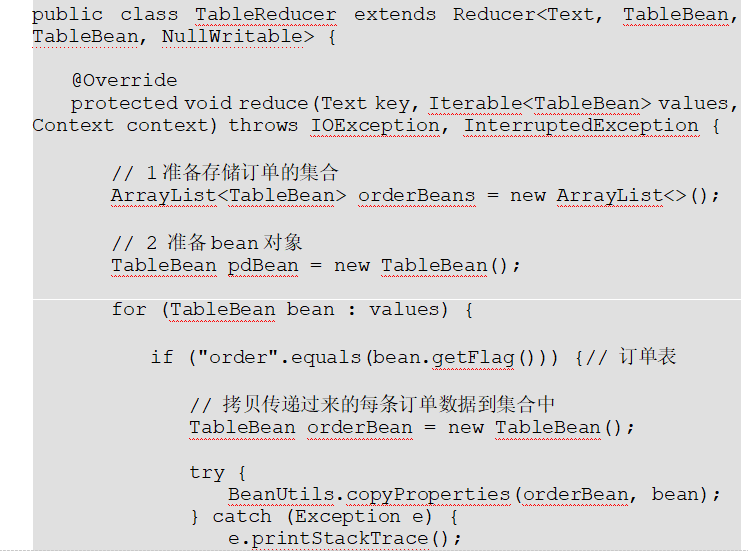 public class TableReducer extends Reducer<Text, TableBean,
TableBean, NullWritable> {
@Override
protected void reduce(Text key, Iterable<TableBean> values,
Context context) throws IOException, InterruptedException {
// 1准备存储订单的集合
ArrayList<TableBean> orderBeans = new ArrayList<>();
// 2 准备bean对象
TableBean pdBean = new TableBean();
for (TableBean bean : values) {
if ("order".equals(bean.getFlag())) {// 订单表
// 拷贝传递过来的每条订单数据到集合中
TableBean orderBean = new TableBean();
try {
BeanUtils.copyProperties(orderBean, bean);
} catch (Exception e) {
e.printStackTrace();